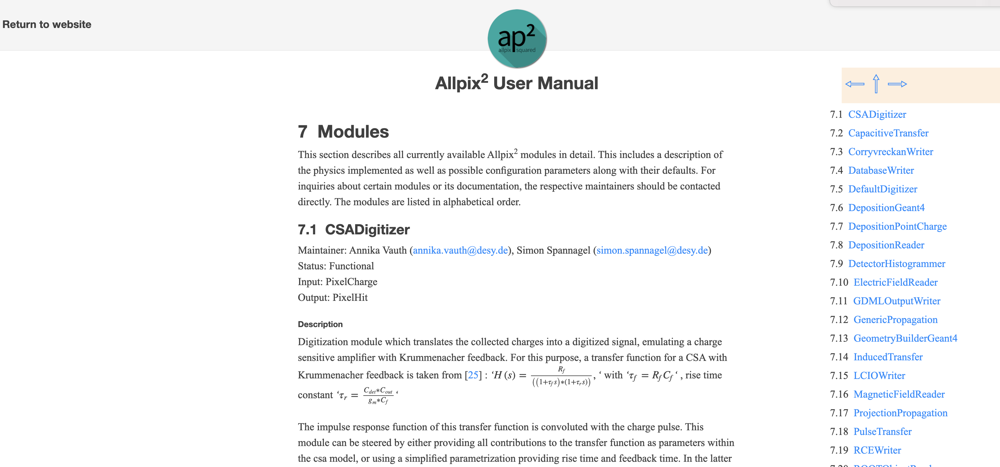 Return to website
ap²
allpix squared
Allpix² User Manual
7 Modules
This section describes all currently available Allpix² modules in detail. This includes a description of
the physics implemented as well as possible configuration parameters along with their defaults. For
inquiries about certain modules or its documentation, the respective maintainers should be contacted
directly. The modules are listed in alphabetical order.
7.1 CSADigitizer
Maintainer: Annika Vauth (annika.vauth@desy.de), Simon Spannagel (simon.spannagel@desy.de)
Status: Functional
Input: PixelCharge
Output: PixelHit
Description
Digitization module which translates the collected charges into a digitized signal, emulating a charge
sensitive amplifier with Krummenacher feedback. For this purpose, a transfer function for a CSA with
Krummenacher feedback is taken from [25] : ‘H (s) = R_f / ((1+τ_f s)∗(1+τ_r s)), ‘ with ‘τ_f = R_f C_f ‘ , rise time
constant ‘τ_r = C_det∗C_out / g_m∗C_f ‘
The impulse response function of this transfer function is convoluted with the charge pulse. This
module can be steered by either providing all contributions to the transfer function as parameters within
the csa model, or using a simplified parametrization providing rise time and feedback time. In the latter
7.1 CSADigitizer
7.2 CapacitiveTransfer
7.3 CorryvreckanWriter
7.4 DatabaseWriter
7.5 DefaultDigitizer
7.6 DepositionGeant4
7.7 DepositionPointCharge
7.8 DepositionReader
7.9 DetectorHistogrammer
7.10 ElectricFieldReader
7.11 GDMLOutputWriter
7.12 GenericPropagation
7.13 GeometryBuilderGeant4
7.14 InducedTransfer
7.15 LCIOWriter
7.16 MagneticFieldReader
7.17 ProjectionPropagation
7.18 PulseTransfer
7.19 RCEWriter